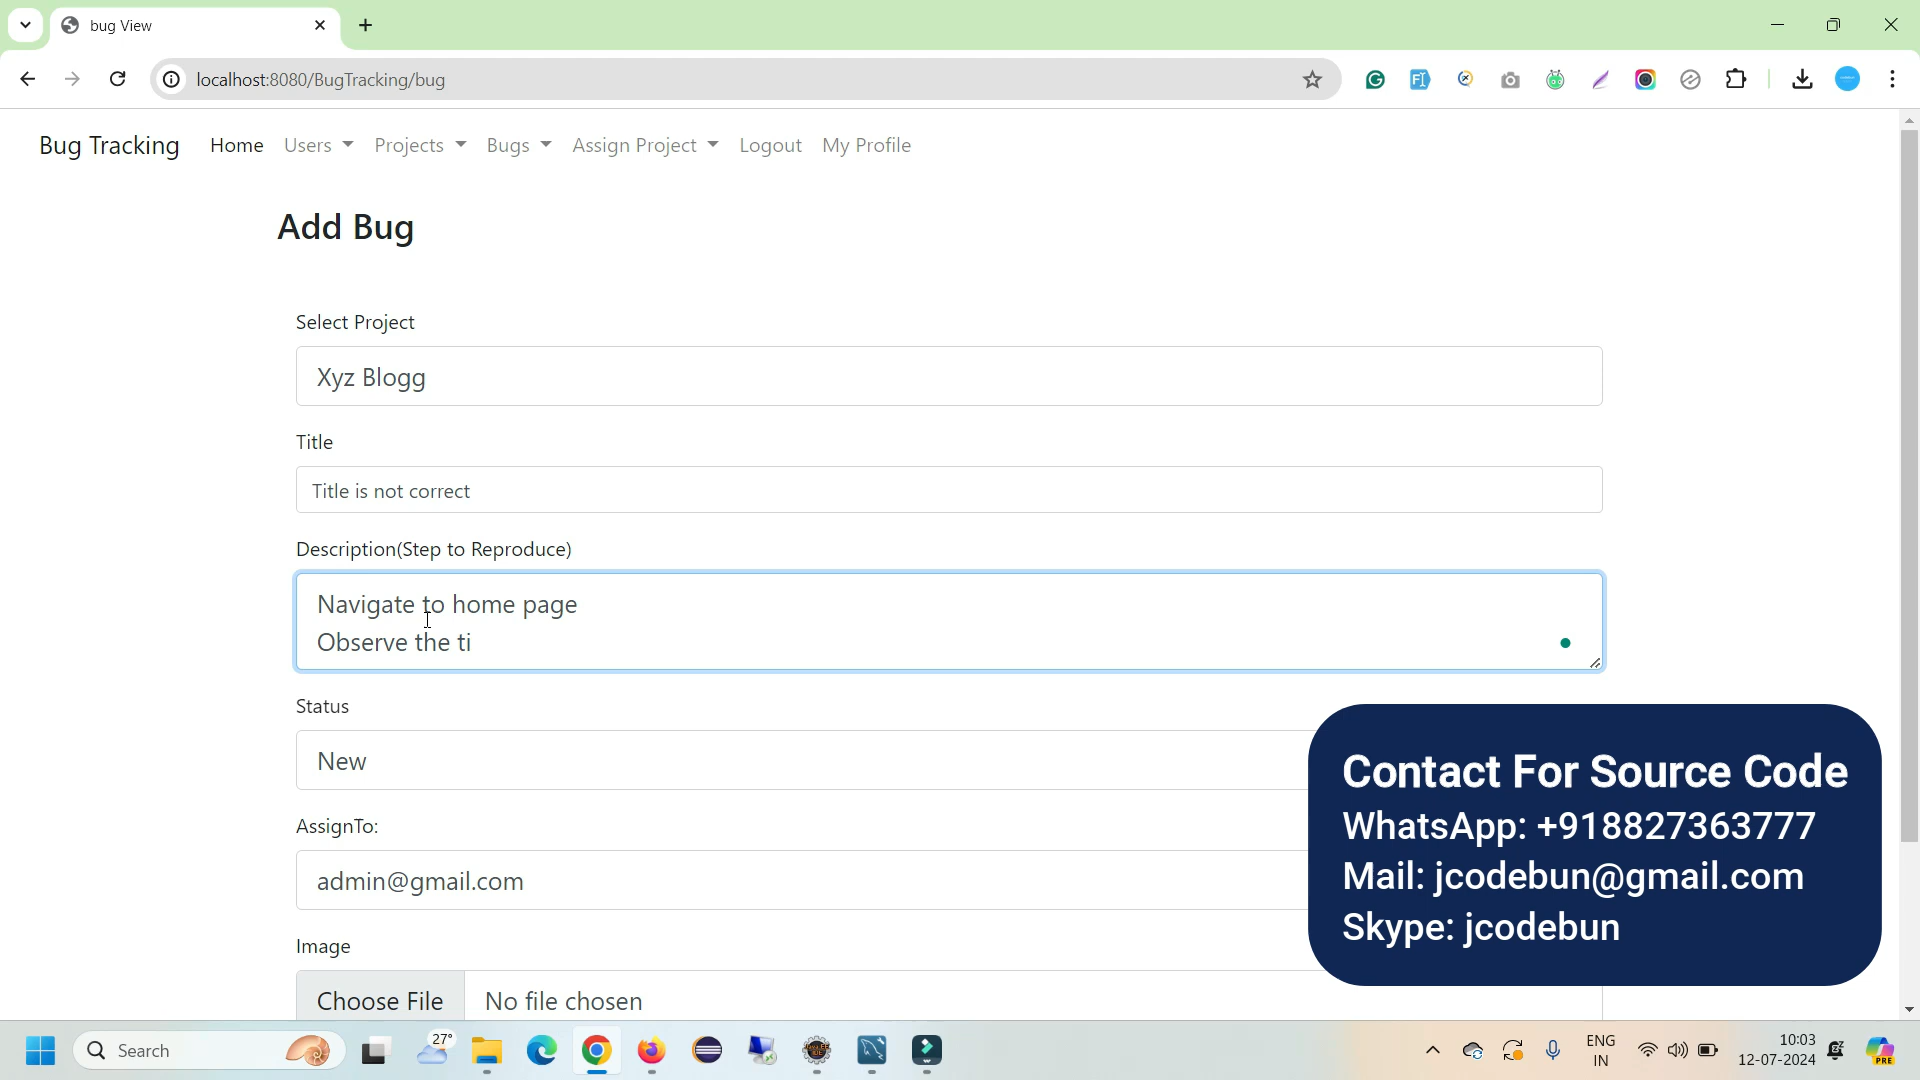 bug View
localhost:8080/BugTracking/bug
Bug Tracking Home Users Projects Bugs Assign Project Logout My Profile
Add Bug
Select Project
Xyz Blogg
Title
Title is not correct
Description(Step to Reproduce)
Navigate to home page
Observe the ti
Status
New
AssignTo:
admin@gmail.com
Image
Choose File No file chosen
Contact For Source Code
WhatsApp: +918827363777
Mail: jcodebun@gmail.com
Skype: jcodebun
Search
27°
ENG
IN
10:03
12-07-2024
PRE